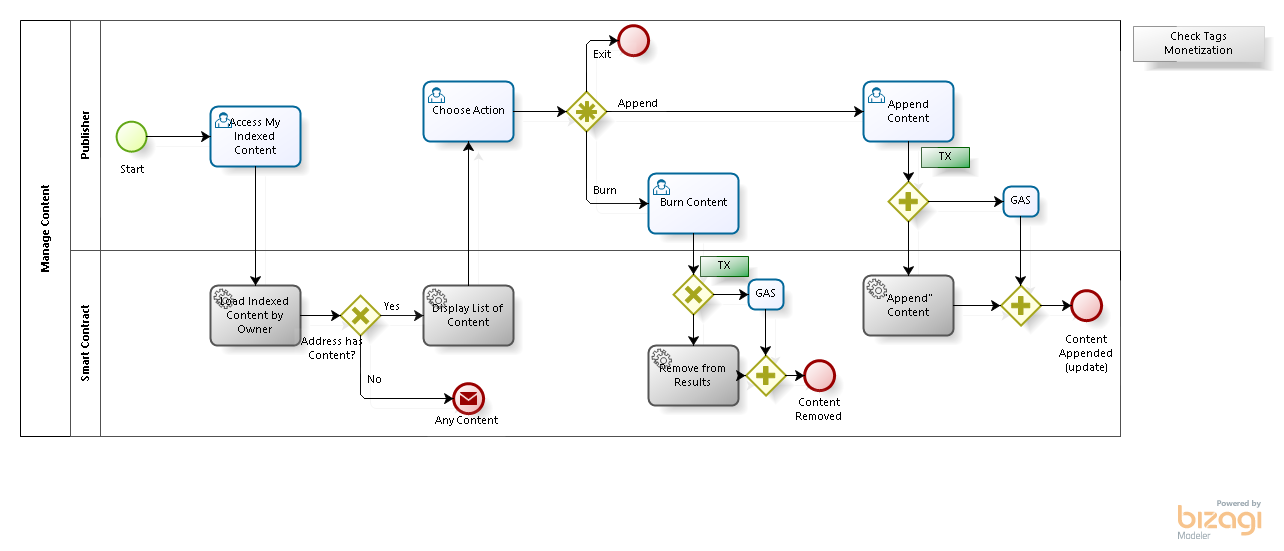 Manage Content
Publisher
Start
Access My
Indexed
Content
Choose Action
Exit
Append
Burn
Burn Content
Append
Content
TX
GAS
Check Tags
Monetization
Smart Contract
Load Indexed
Content by
Owner
Address has
Content?
Yes
No
Display List of
Content
Any Content
TX
GAS
Remove from
Results
Content
Removed
"Append"
Content
Content
Appended
(update)
Powered by
bizagi
Modeler